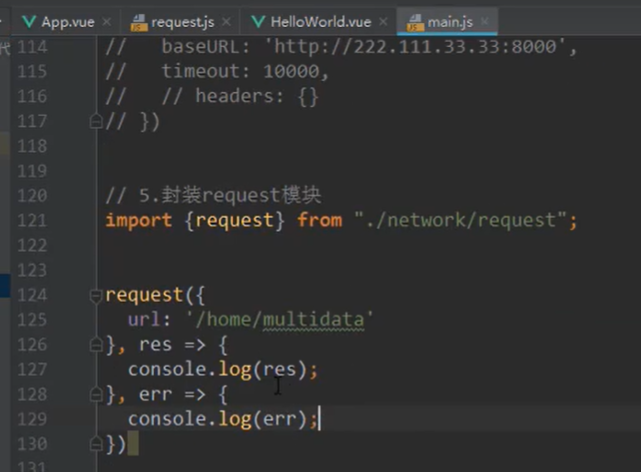 App.vue × request.js × HelloWorld.vue × main.js ×
代
114 //   baseURL: 'http://222.111.33.33:8000',
115 //   timeout: 10000,
116 //   // headers: {}
117 // })
118
119
120 // 5.封装request模块
121 import {request} from "./network/request";
122
123
124 request({
125   url: '/home/multidata'
126 }, res => {
127   console.log(res);
128 }, err => {
129   console.log(err);
130 })
131